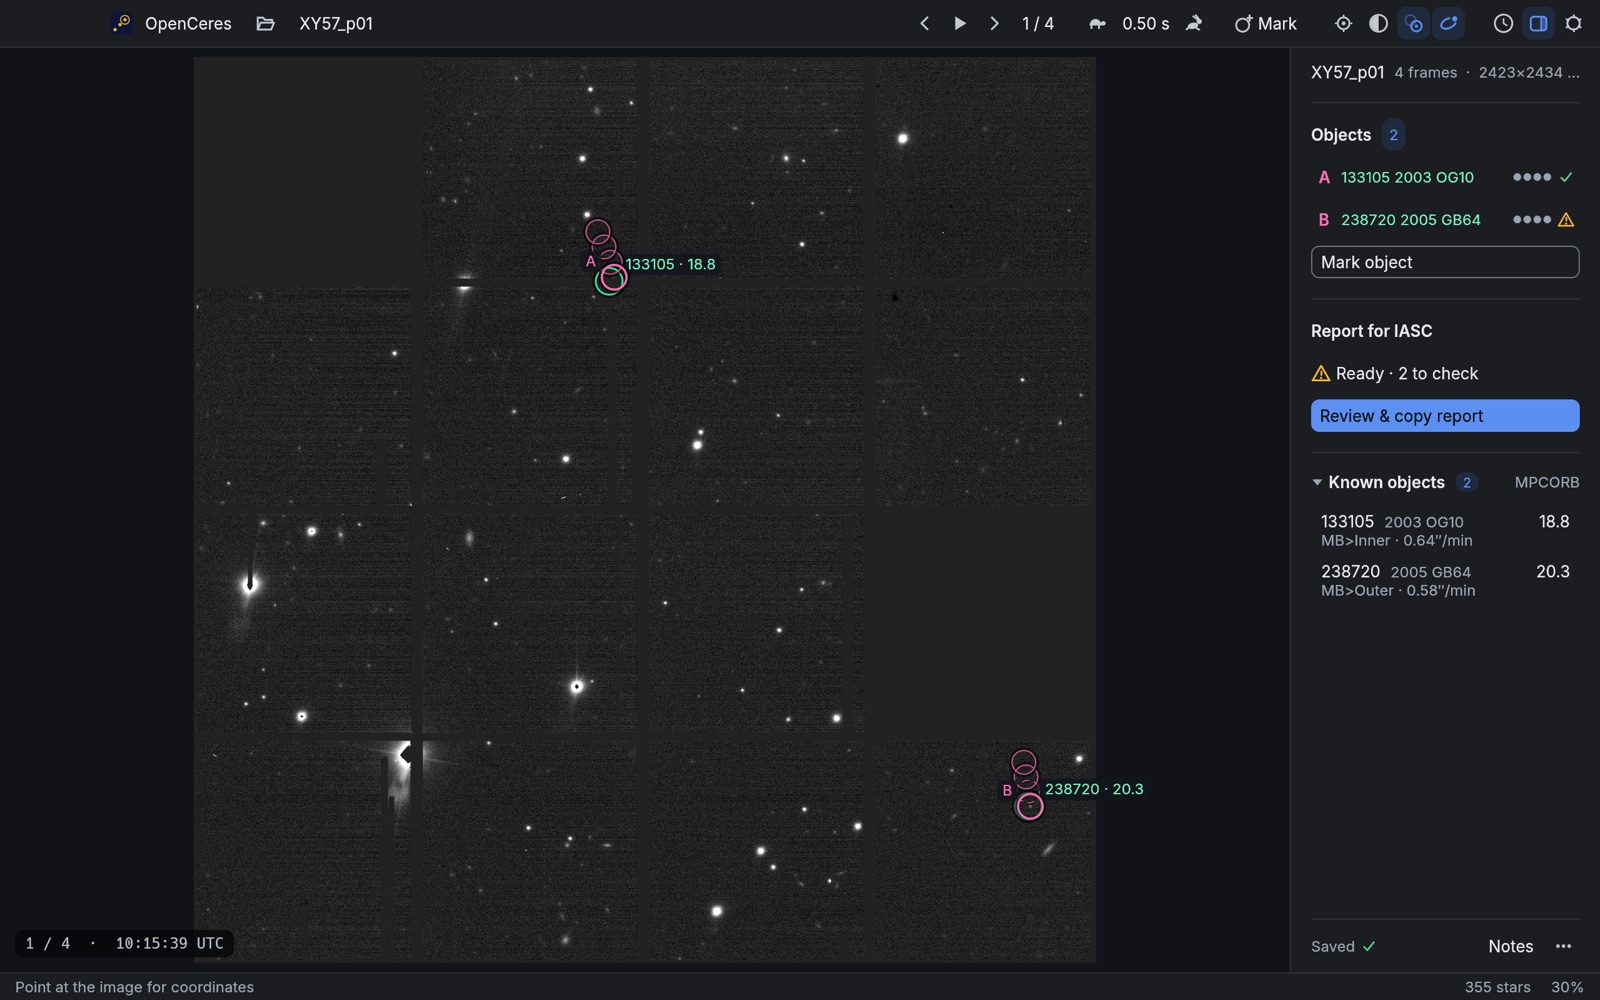 OpenCeres
XY57_p01
1 / 4
0.50 s
Mark
XY57_p01 4 frames · 2423×2434 ...
Objects 2
A 133105 2003 OG10
B 238720 2005 GB64
Mark object
Report for IASC
Ready · 2 to check
Review & copy report
Known objects 2 MPCORB
133105 2003 OG10 18.8
MB>Inner · 0.64″/min
238720 2005 GB64 20.3
MB>Outer · 0.58″/min
A 133105 · 18.8
B 238720 · 20.3
1 / 4 · 10:15:39 UTC
Saved
Notes
Point at the image for coordinates
355 stars 30%